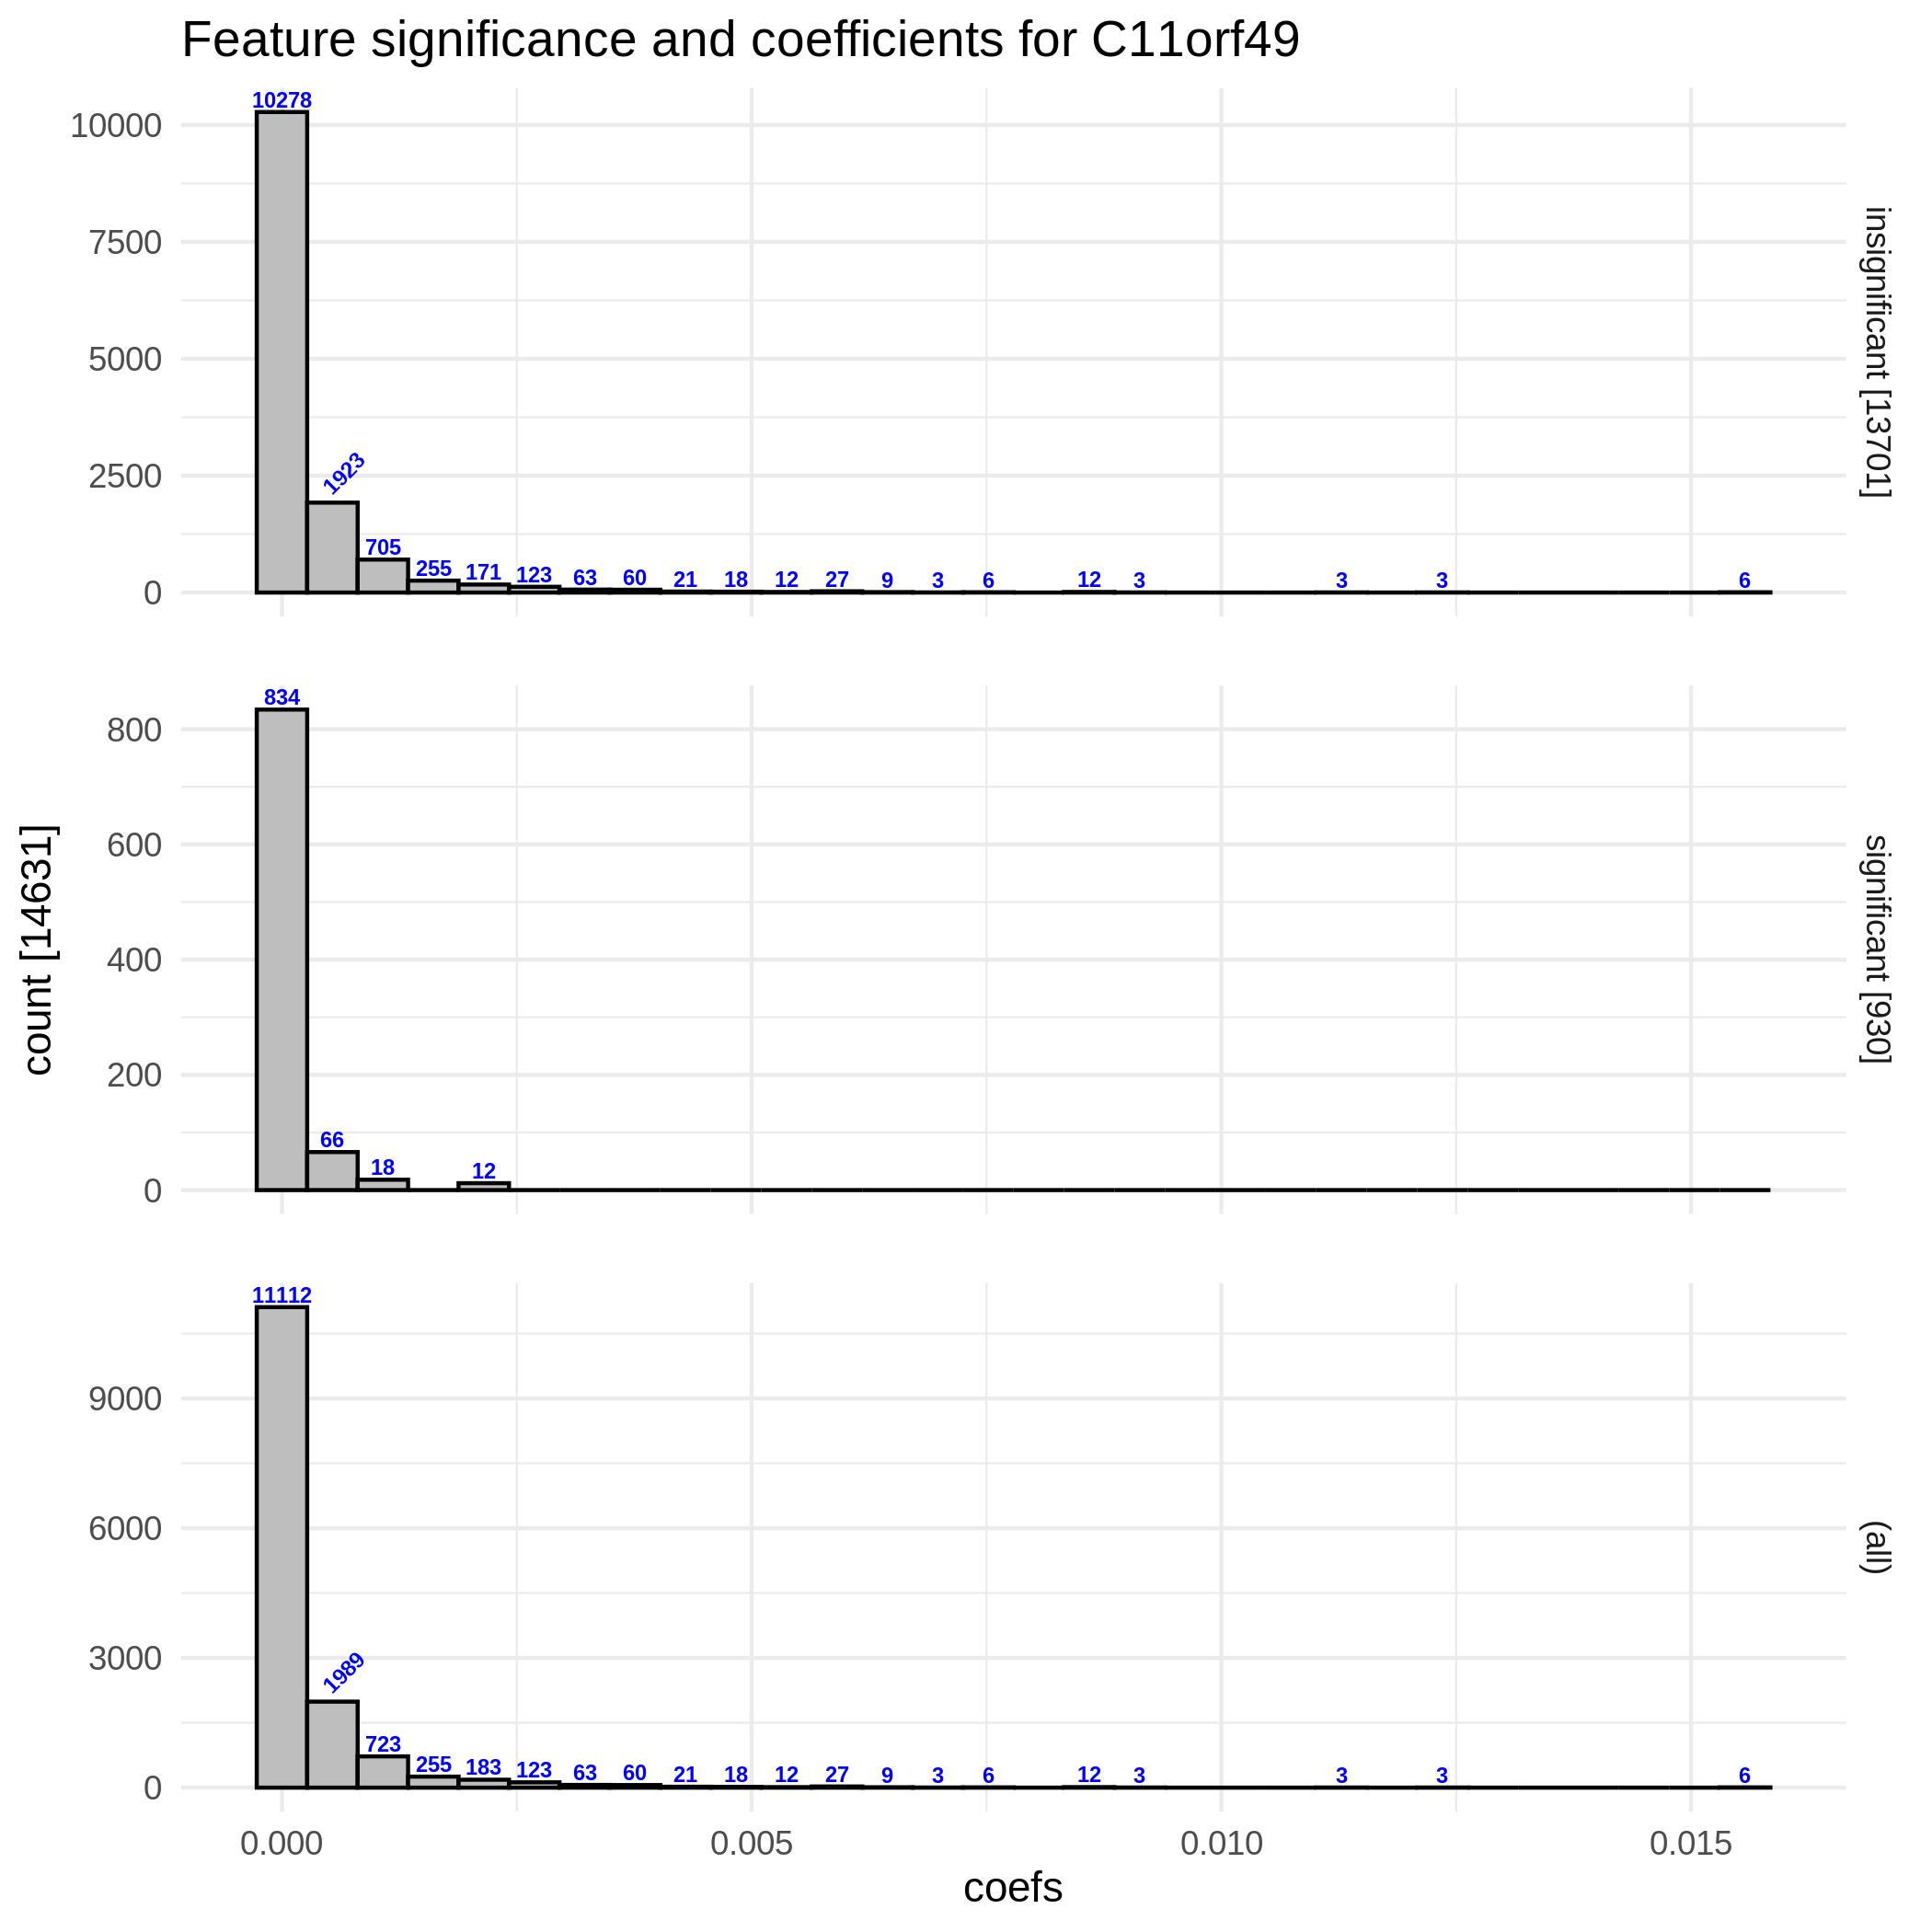 Feature significance and coefficients for C11orf49
count [14631]
10000
7500
5000
2500
0
10278
1923
705 255 171 123 63 60 21 18 12 27 9 3 6 12 3 3 3 6
insignificant [13701]
800
600
400
200
0
834
66
18 12
significant [930]
9000
6000
3000
0
11112
1989
723 255 183 123 63 60 21 18 12 27 9 3 6 12 3 3 3 6
(all)
0.000 0.005 0.010 0.015
coefs